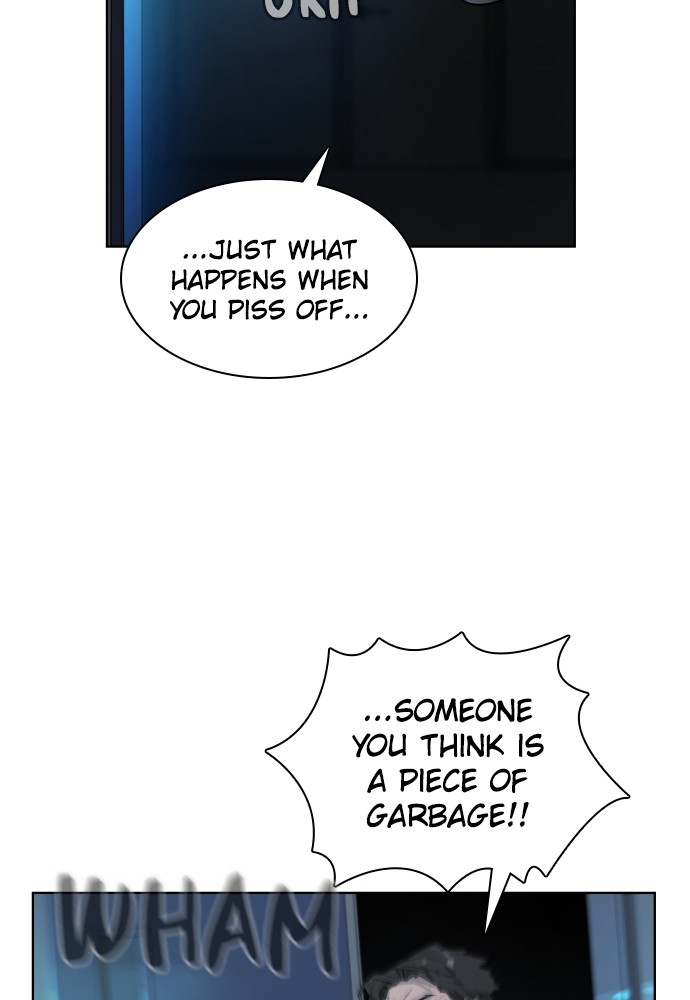 ...JUST WHAT
HAPPENS WHEN
YOU PISS OFF...
...SOMEONE
YOU THINK IS
A PIECE OF
GARBAGE!!
WHAM